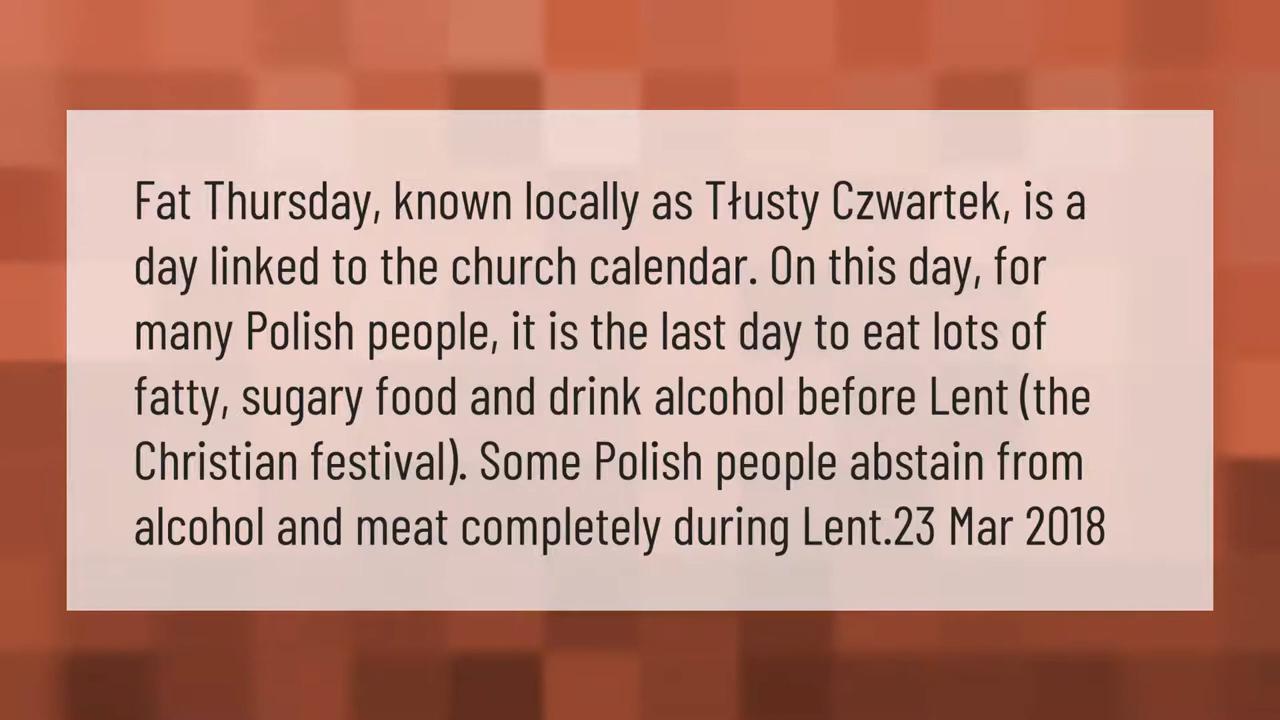 Fat Thursday, known locally as Tłusty Czwartek, is a
day linked to the church calendar. On this day, for
many Polish people, it is the last day to eat lots of
fatty, sugary food and drink alcohol before Lent (the
Christian festival). Some Polish people abstain from
alcohol and meat completely during Lent.23 Mar 2018